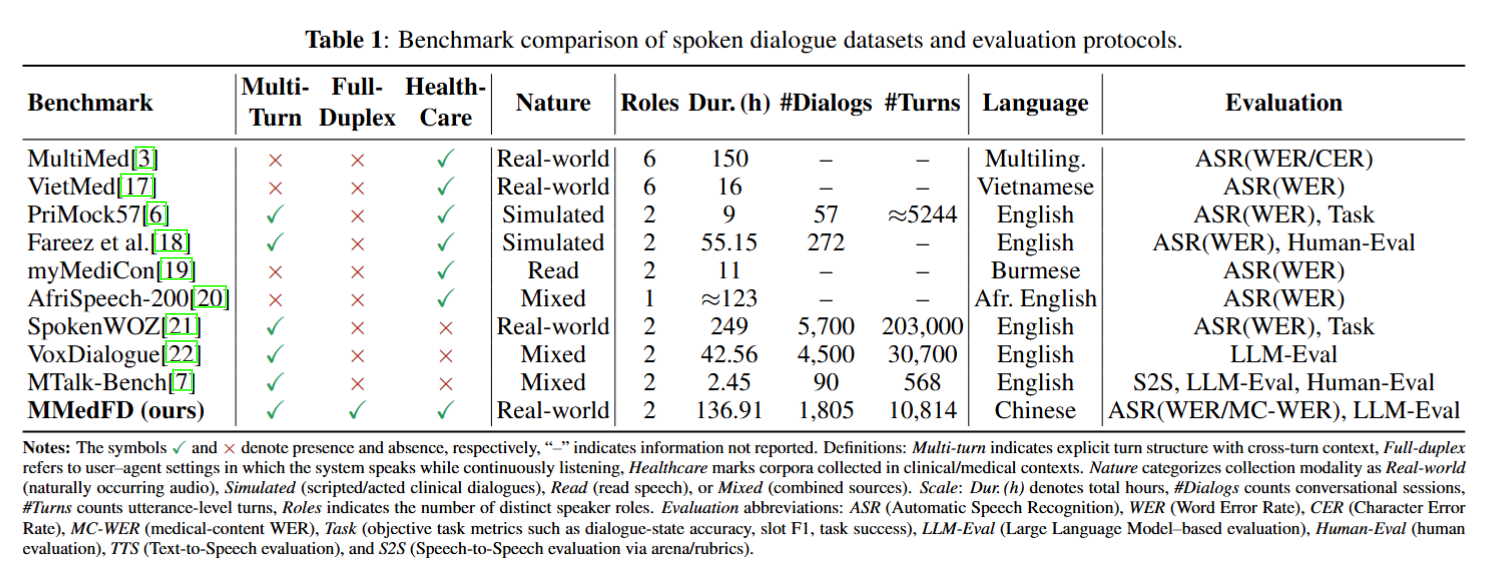 Table 1: Benchmark comparison of spoken dialogue datasets and evaluation protocols.
Benchmark Multi-Turn Full-Duplex Health-Care Nature Roles Dur. (h) #Dialogs #Turns Language Evaluation
MultiMed[3] × × ✓ Real-world 6 150 – – Multiling. ASR(WER/CER)
VietMed[17] × × ✓ Real-world 6 16 – – Vietnamese ASR(WER)
PriMock57[6] ✓ × ✓ Simulated 2 9 57 ≈5244 English ASR(WER), Task
Fareez et al.[18] ✓ × ✓ Simulated 2 55.15 272 – English ASR(WER), Human-Eval
myMediCon[19] × × ✓ Read 2 11 – – Burmese ASR(WER)
AfriSpeech-200[20] × × ✓ Mixed 1 ≈123 – – Afr. English ASR(WER)
SpokenWOZ[21] ✓ × × Real-world 2 249 5,700 203,000 English ASR(WER), Task
VoxDialogue[22] ✓ × × Mixed 2 42.56 4,500 30,700 English LLM-Eval
MTalk-Bench[7] ✓ × × Mixed 2 2.45 90 568 English S2S, LLM-Eval, Human-Eval
MMedFD (ours) ✓ ✓ ✓ Real-world 2 136.91 1,805 10,814 Chinese ASR(WER/MC-WER), LLM-Eval
Notes: The symbols ✓ and × denote presence and absence, respectively, “–” indicates information not reported. Definitions: Multi-turn indicates explicit turn structure with cross-turn context, Full-duplex
refers to user–agent settings in which the system speaks while continuously listening, Healthcare marks corpora collected in clinical/medical contexts. Nature categorizes collection modality as Real-world
(naturally occurring audio), Simulated (scripted/acted clinical dialogues), Read (read speech), or Mixed (combined sources). Scale: Dur. (h) denotes total hours, #Dialogs counts conversational sessions,
#Turns counts utterance-level turns, Roles indicates the number of distinct speaker roles. Evaluation abbreviations: ASR (Automatic Speech Recognition), WER (Word Error Rate), CER (Character Error
Rate), MC-WER (medical-content WER), Task (objective task metrics such as dialogue-state accuracy, slot F1, task success), LLM-Eval (Large Language Model–based evaluation), Human-Eval (human
evaluation), TTS (Text-to-Speech evaluation), and S2S (Speech-to-Speech evaluation via arena/rubrics).